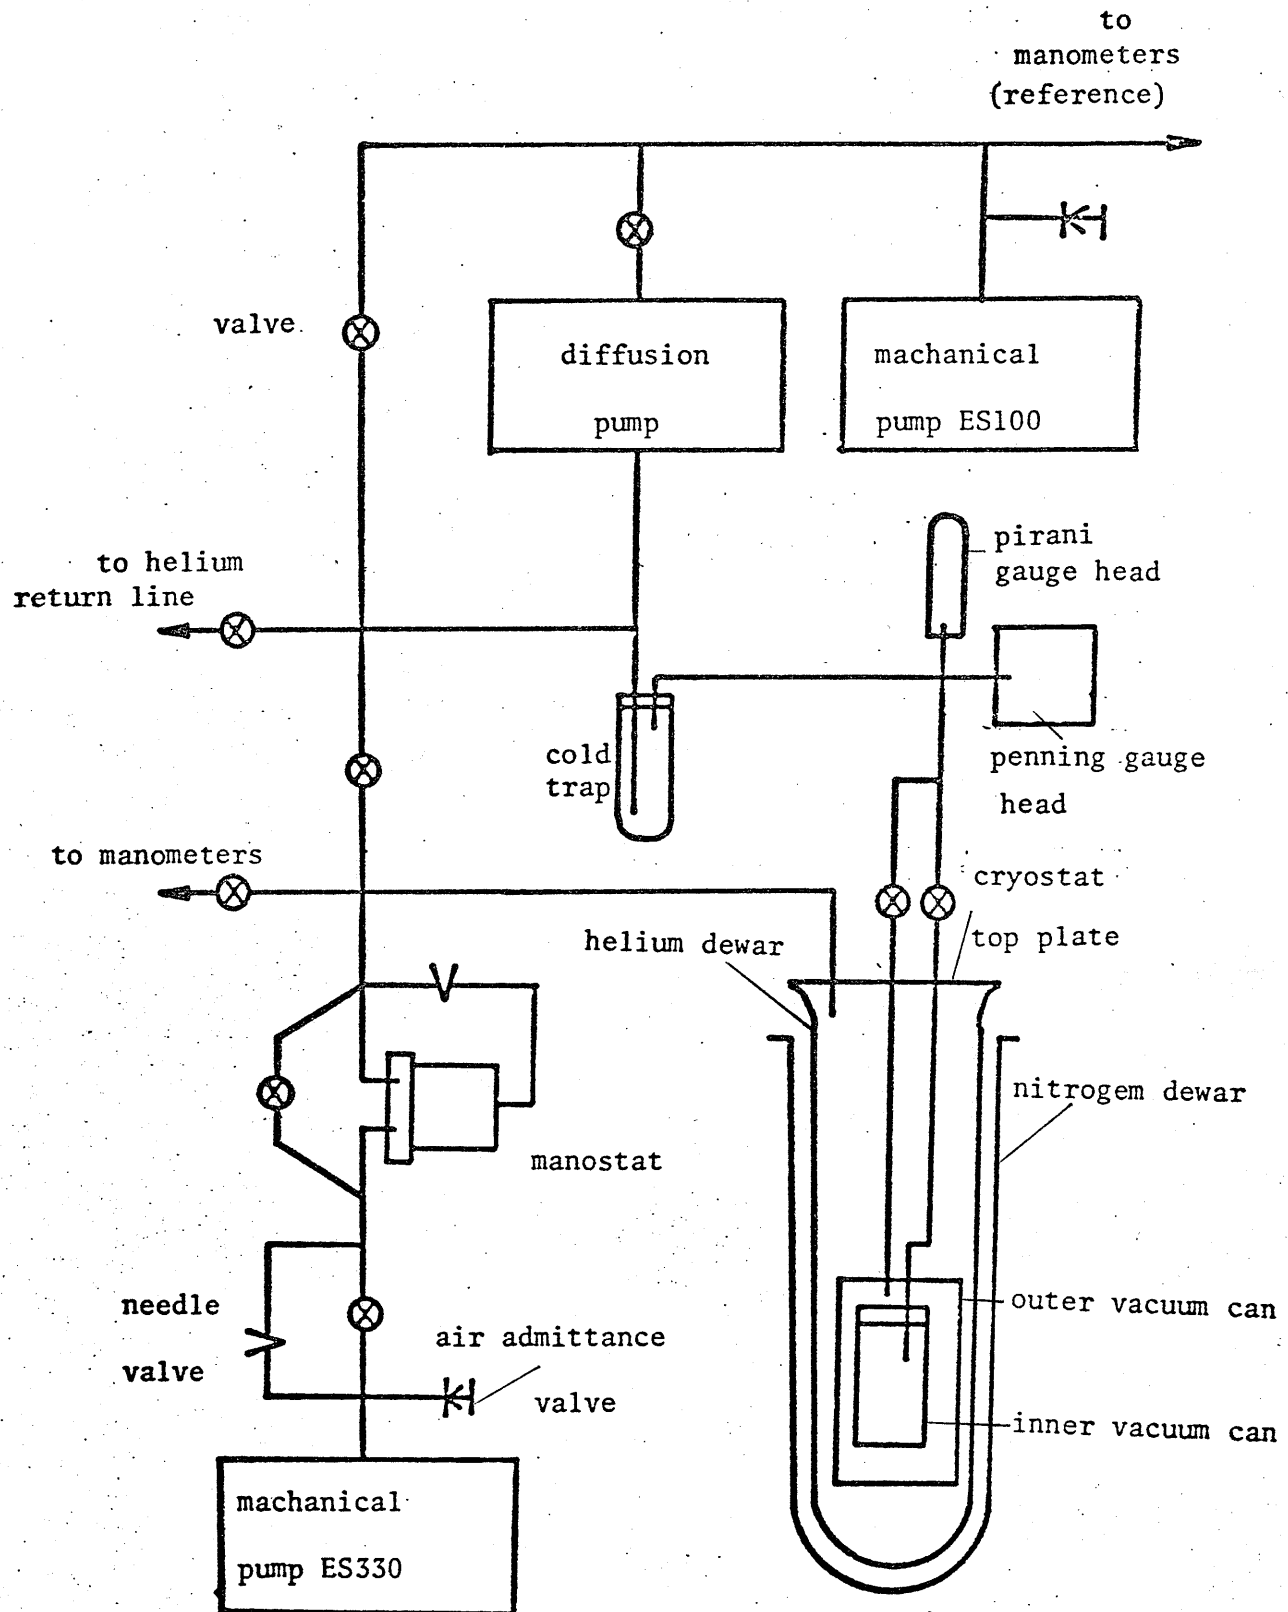 to
manometers
(reference)
valve
diffusion
pump
machanical
pump ES100
pirani
gauge head
to helium
return line
penning gauge
head
cold
trap
to manometers
cryostat
top plate
helium dewar
nitrogem dewar
manostat
needle
valve
air admittance
valve
outer vacuum can
inner vacuum can
machanical
pump ES330